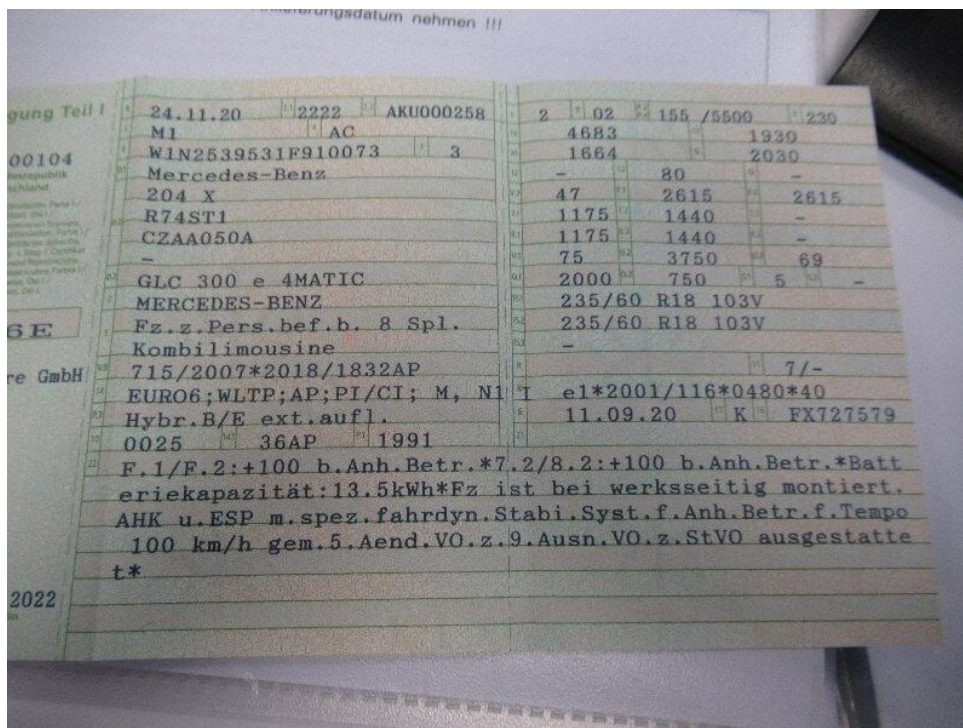 ferungsdatum nehmen !!!
gung Teil I
24.11.20 2222 AKU000258
M1 AC
00104
W1N2539531F910073 3
Mercedes-Benz
204 X
R74ST1
CZAA050A
–
GLC 300 e 4MATIC
MERCEDES-BENZ
6E
Fz.z.Pers.bef.b. 8 Spl.
Kombilimousine
re GmbH
715/2007*2018/1832AP
EURO6;WLTP;AP;PI/CI; M, N1 I
Hybr.B/E ext.aufl.
0025 36AP 1991
2 02 155 /5500 230
4683 1930
1664 2030
– 80 –
47 2615 2615
1175 1440 –
1175 1440 –
75 3750 69
2000 750 5 –
235/60 R18 103V
235/60 R18 103V
–
7/-
e1*2001/116*0480*40
11.09.20 K FX727579
F.1/F.2:+100 b.Anh.Betr.*7.2/8.2:+100 b.Anh.Betr.*Batt
eriekapazität:13.5kWh*Fz ist bei werksseitig montiert.
AHK u.ESP m.spez.fahrdyn.Stabi.Syst.f.Anh.Betr.f.Tempo
100 km/h gem.5.Aend.VO.z.9.Ausn.VO.z.StVO ausgestatte
t*
2022